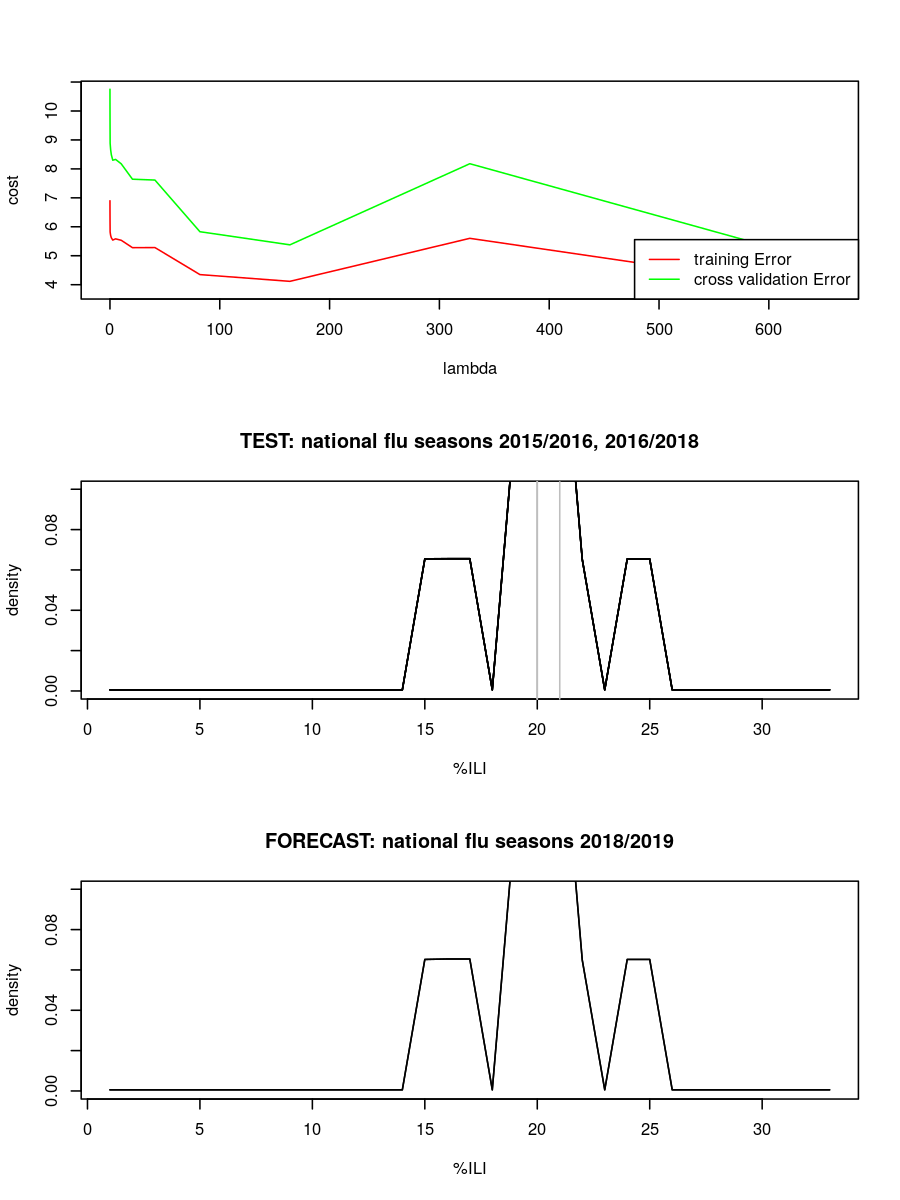 cost
10
9
8
7
6
5
4
training Error
cross validation Error
0 100 200 300 400 500 600
lambda
TEST: national flu seasons 2015/2016, 2016/2018
density
0.08
0.04
0.00
0 5 10 15 20 25 30
%ILI
FORECAST: national flu seasons 2018/2019
density
0.08
0.04
0.00
0 5 10 15 20 25 30
%ILI